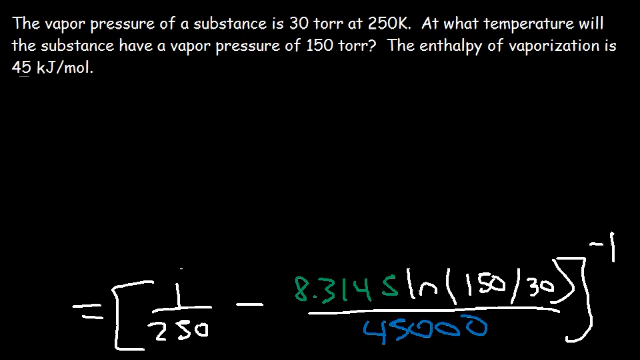 The vapor pressure of a substance is 30 torr at 250K. At what temperature will
the substance have a vapor pressure of 150 torr? The enthalpy of vaporization is
45 kJ/mol.
= [ 1/250 - 8.3145 ln(150/30) / 45000 ]^-1